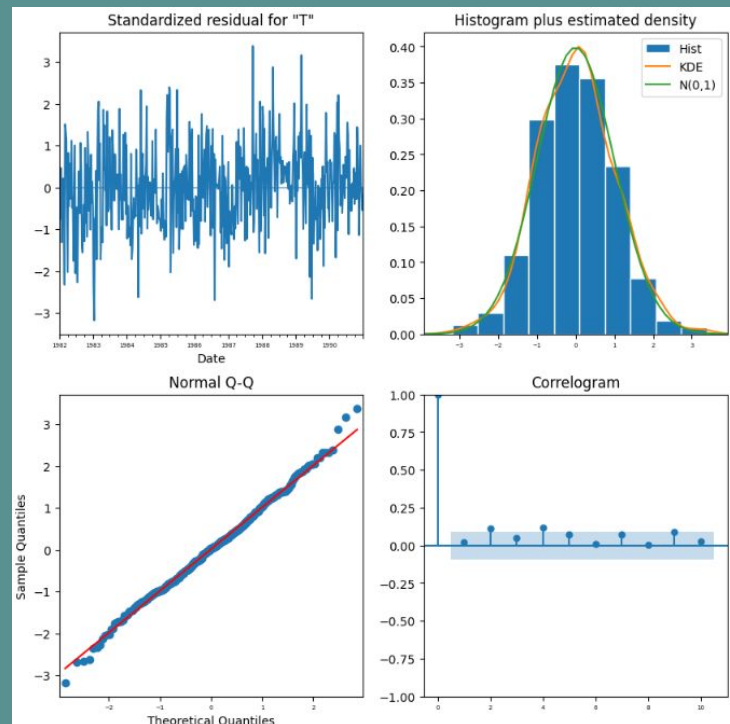 Standardized residual for "T"
3
2
1
0
−1
−2
−3
1982 1983 1984 1985 1986 1987 1988 1989 1990
Date
Histogram plus estimated density
Hist
KDE
N(0,1)
0.40
0.35
0.30
0.25
0.20
0.15
0.10
0.05
0.00
−3 −2 −1 0 1 2 3
Normal Q-Q
Sample Quantiles
3
2
1
0
−1
−2
−3
−2 −1 0 1 2
Theoretical Quantiles
Correlogram
1.00
0.75
0.50
0.25
0.00
−0.25
−0.50
−0.75
−1.00
0 2 4 6 8 10